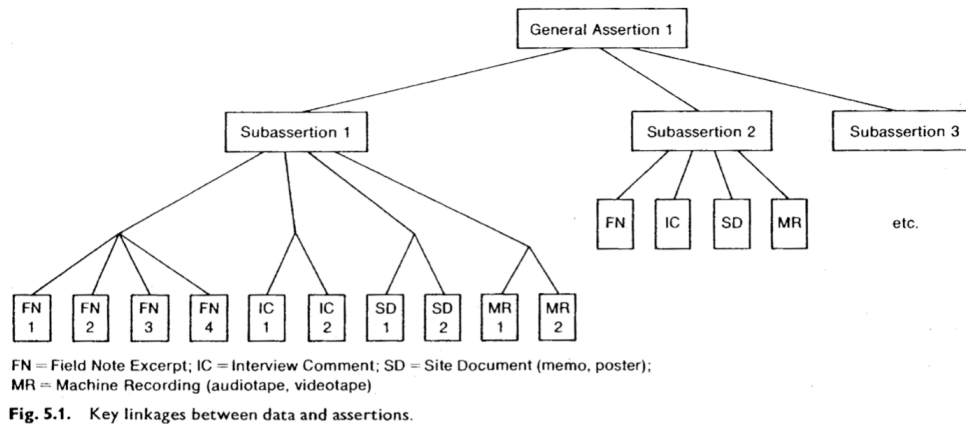 General Assertion 1
Subassertion 1
Subassertion 2
Subassertion 3
FN
IC
SD
MR
etc.
FN
1
FN
2
FN
3
FN
4
IC
1
IC
2
SD
1
SD
2
MR
1
MR
2
FN = Field Note Excerpt; IC = Interview Comment; SD = Site Document (memo, poster);
MR = Machine Recording (audiotape, videotape)
Fig. 5.1. Key linkages between data and assertions.